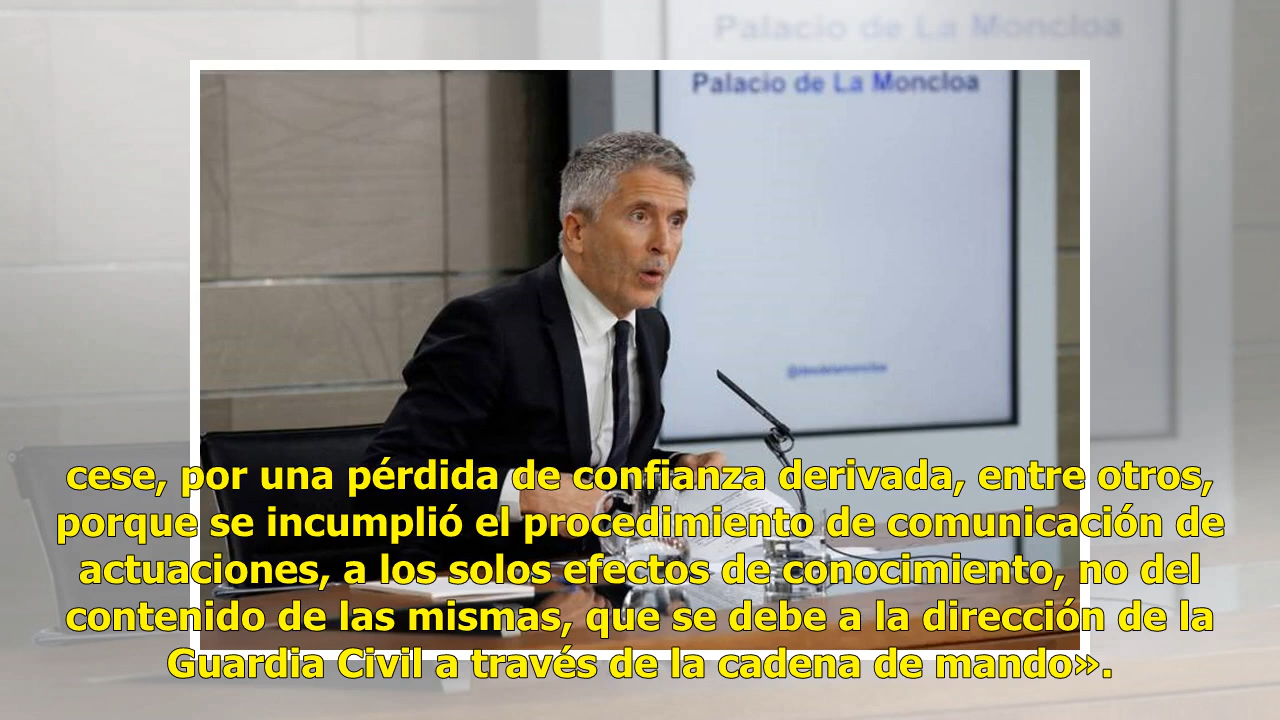 Palacio de La Moncloa
Palacio de La Moncloa
@desdelamoncloa
cese, por una pérdida de confianza derivada, entre otros,
porque se incumplió el procedimiento de comunicación de
actuaciones, a los solos efectos de conocimiento, no del
contenido de las mismas, que se debe a la dirección de la
Guardia Civil a través de la cadena de mando».